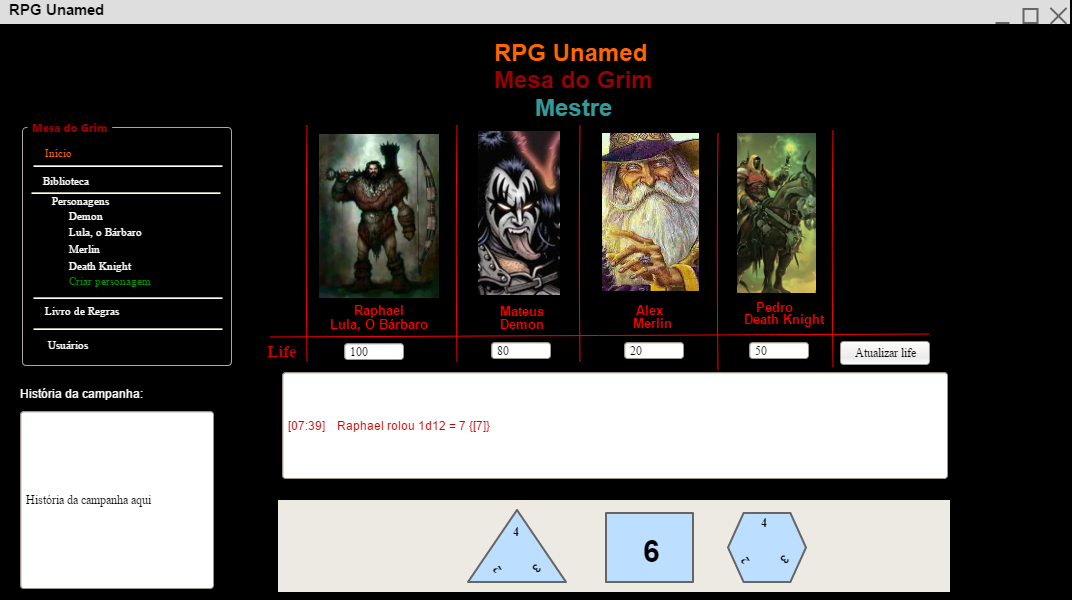 RPG Unamed
RPG Unamed
Mesa do Grim
Mestre
Mesa do Grim
Inicio
Biblioteca
Personagens
Demon
Lula, o Bárbaro
Merlin
Death Knight
Criar personagem
Livro de Regras
Usuários
História da campanha:
História da campanha aqui
Raphael
Lula, O Bárbaro
Mateus
Demon
Alex
Merlin
Pedro
Death Knight
Life
100
80
20
50
Atualizar life
[07:39] Raphael rolou 1d12 = 7 {[7]}
4
2
3
6
4
2
3